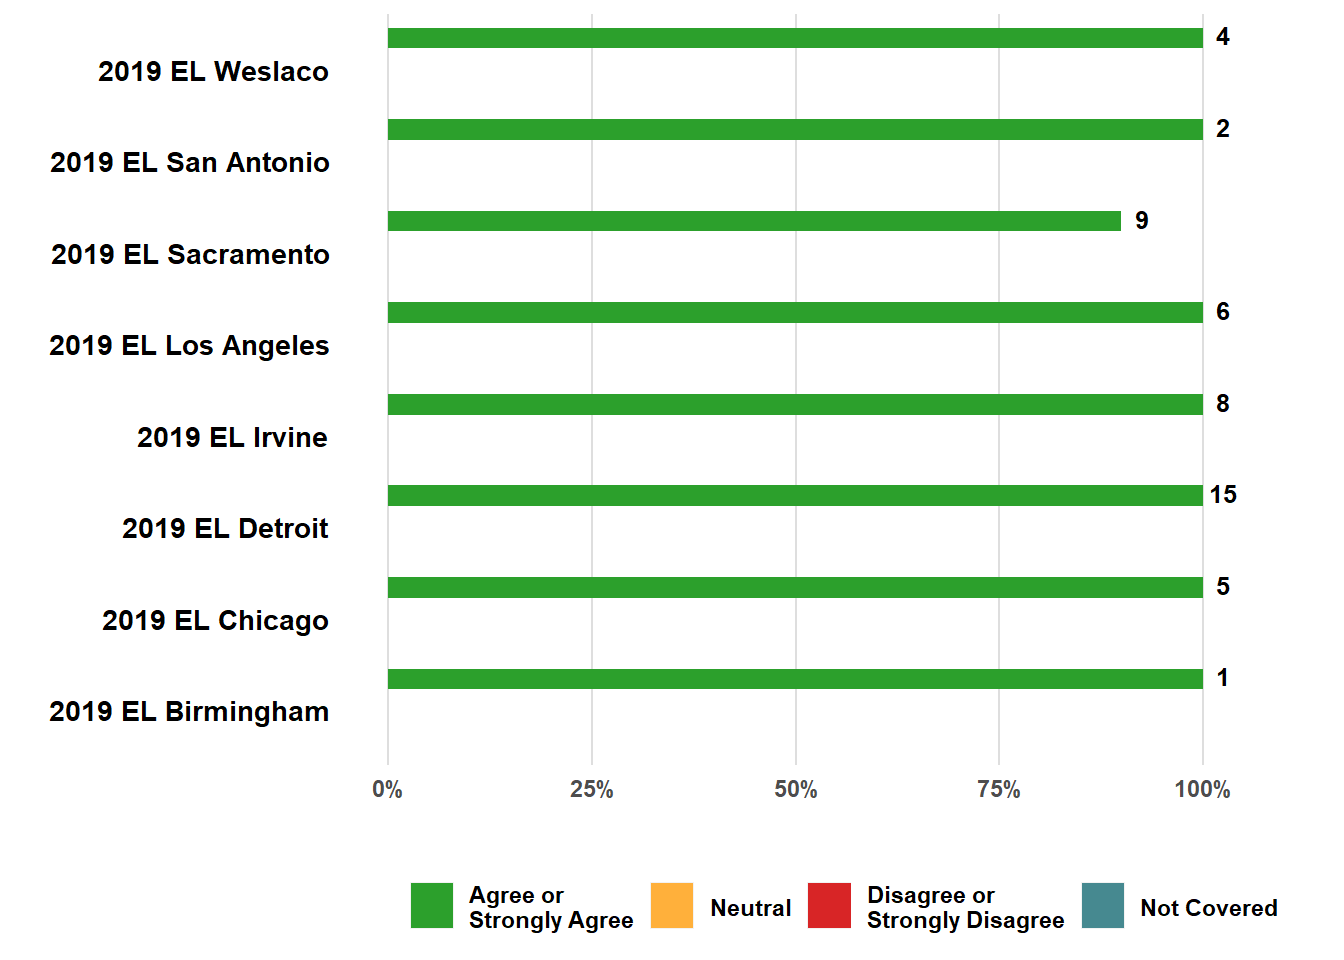 4
2019 EL Weslaco
2
2019 EL San Antonio
9
2019 EL Sacramento
6
2019 EL Los Angeles
8
2019 EL Irvine
15
2019 EL Detroit
5
2019 EL Chicago
1
2019 EL Birmingham
0% 25% 50% 75% 100%
Agree or
Strongly Agree
Neutral
Disagree or
Strongly Disagree
Not Covered